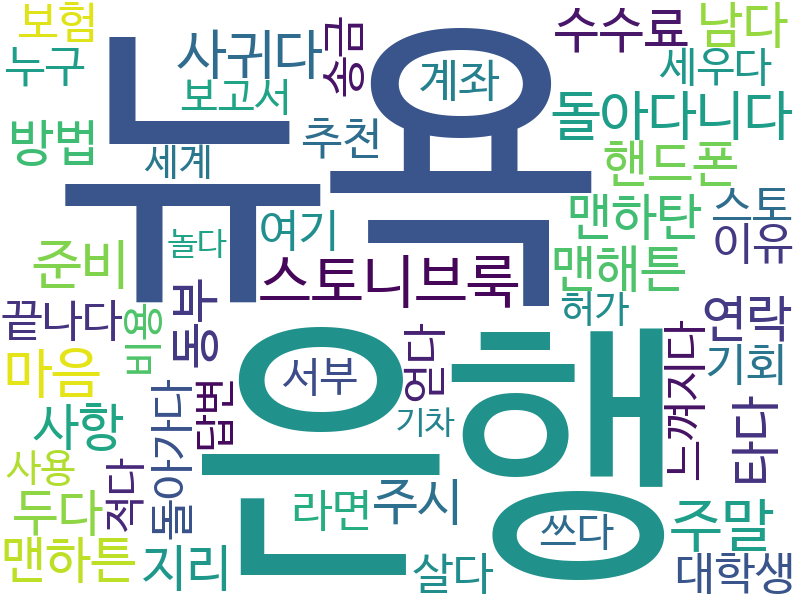 보험
사귀다
송금
계좌
수수료
남다
누구
보고서
세우다
뉴욕
돌아다니다
방법
추천
세계
핸드폰
맨하탄
스토
여기
놀다
이유
준비
스토니브룩
맨해튼
끝나다
비용
동부
허가
연락
은행
마음
서부
얻다
느껴지다
기회
사항
답변
돌아가다
기차
타다
사용
적다
라면
주시
두다
쓰다
주말
맨하튼
지리
살다
대학생